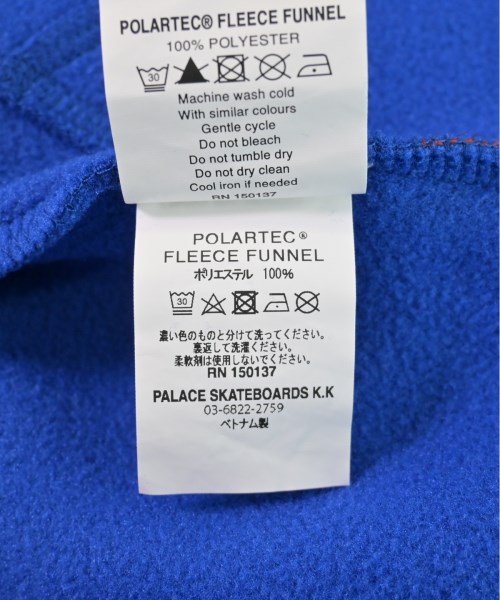 POLARTEC® FLEECE FUNNEL
100% POLYESTER
30
Machine wash cold
With similar colours
Gentle cycle
Do not bleach
Do not tumble dry
Do not dry clean
Cool iron if needed
RN 150137
POLARTEC®
FLEECE FUNNEL
ポリエステル 100%
30
濃い色のものと分けて洗ってください。
裏返して洗濯ください。
柔軟剤は使用しないでください。
RN 150137
PALACE SKATEBOARDS K.K
03-6822-2759
ベトナム製